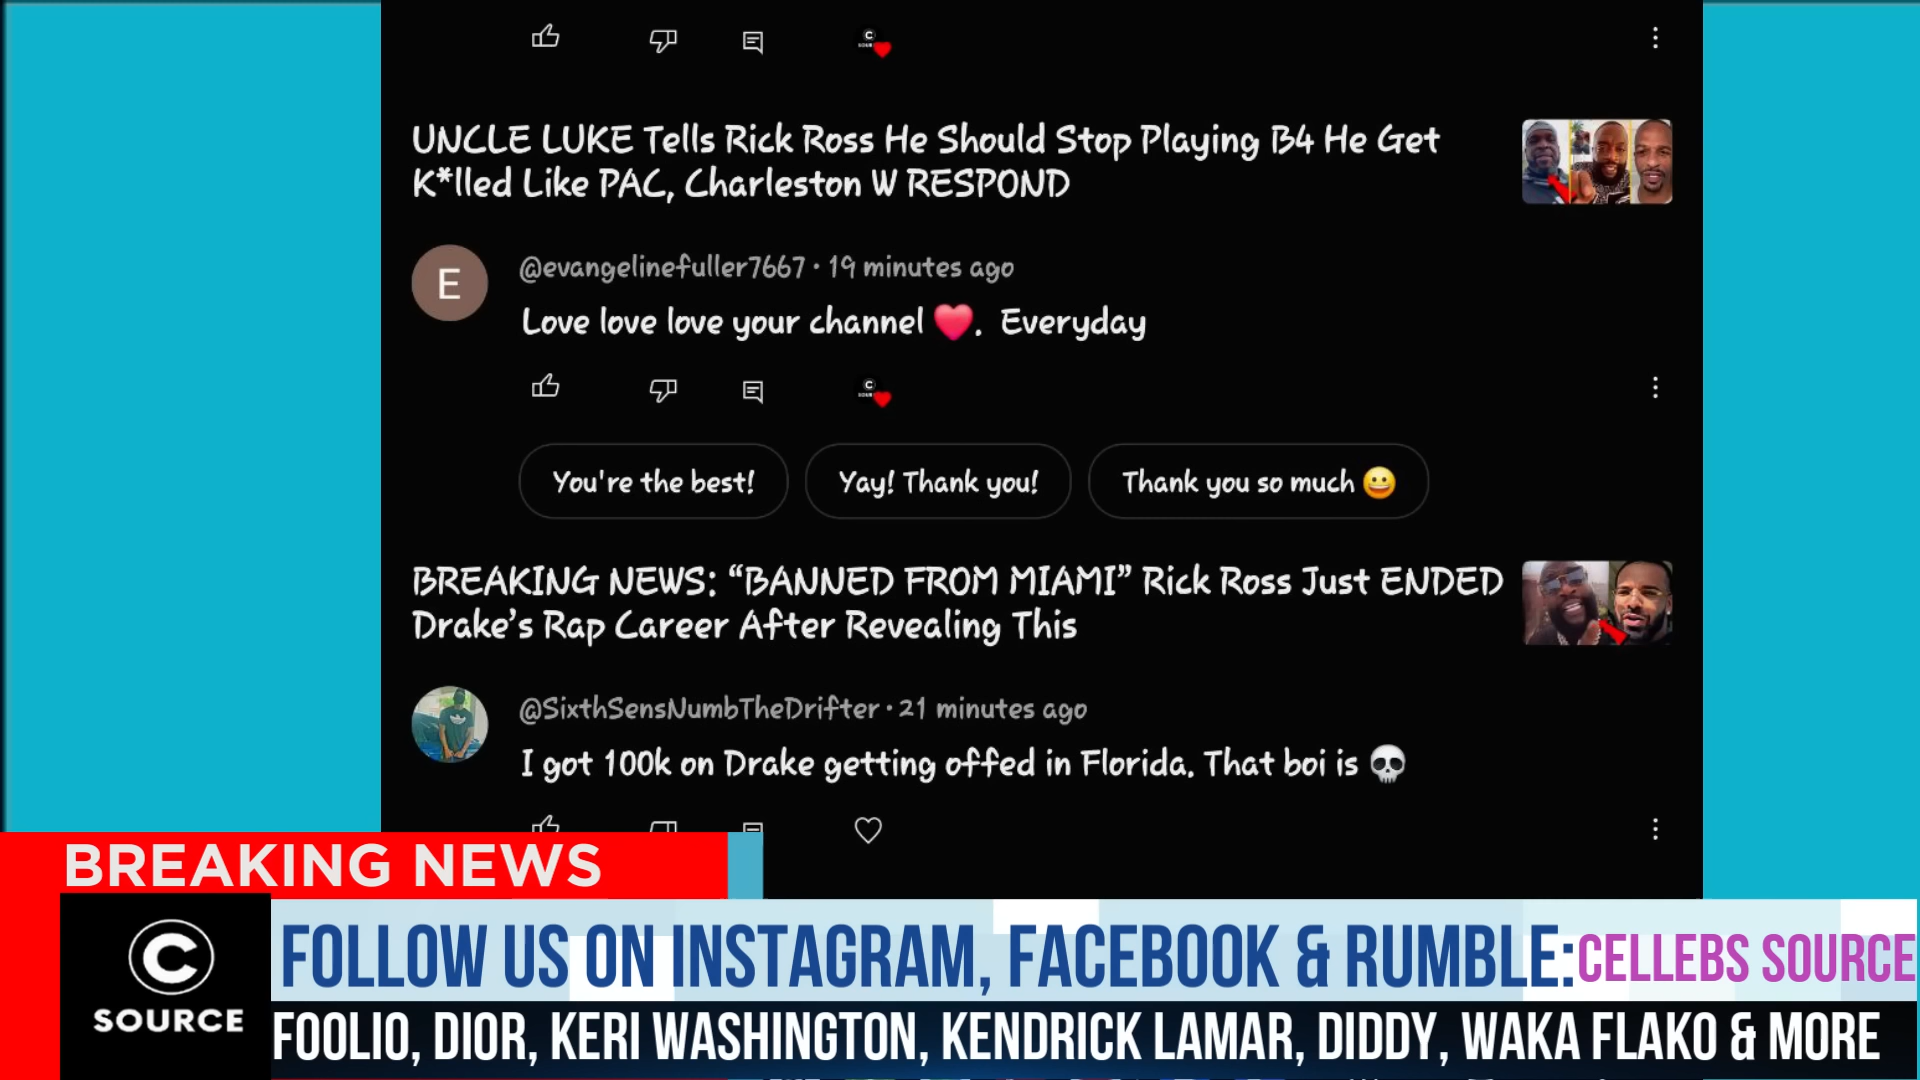 UNCLE LUKE Tells Rick Ross He Should Stop Playing B4 He Get
K*lled Like PAC, Charleston W RESPOND
E
@evangelinefuller7667 · 19 minutes ago
Love love love your channel ❤️. Everyday
You're the best!
Yay! Thank you!
Thank you so much 😀
BREAKING NEWS: “BANNED FROM MIAMI” Rick Ross Just ENDED
Drake’s Rap Career After Revealing This
@SixthSensNumbTheDrifter · 21 minutes ago
I got 100k on Drake getting offed in Florida. That boi is 💀
BREAKING NEWS
C
SOURCE
FOLLOW US ON INSTAGRAM, FACEBOOK & RUMBLE:CELLEBS SOURCE
FOOLIO, DIOR, KERI WASHINGTON, KENDRICK LAMAR, DIDDY, WAKA FLAKO & MORE